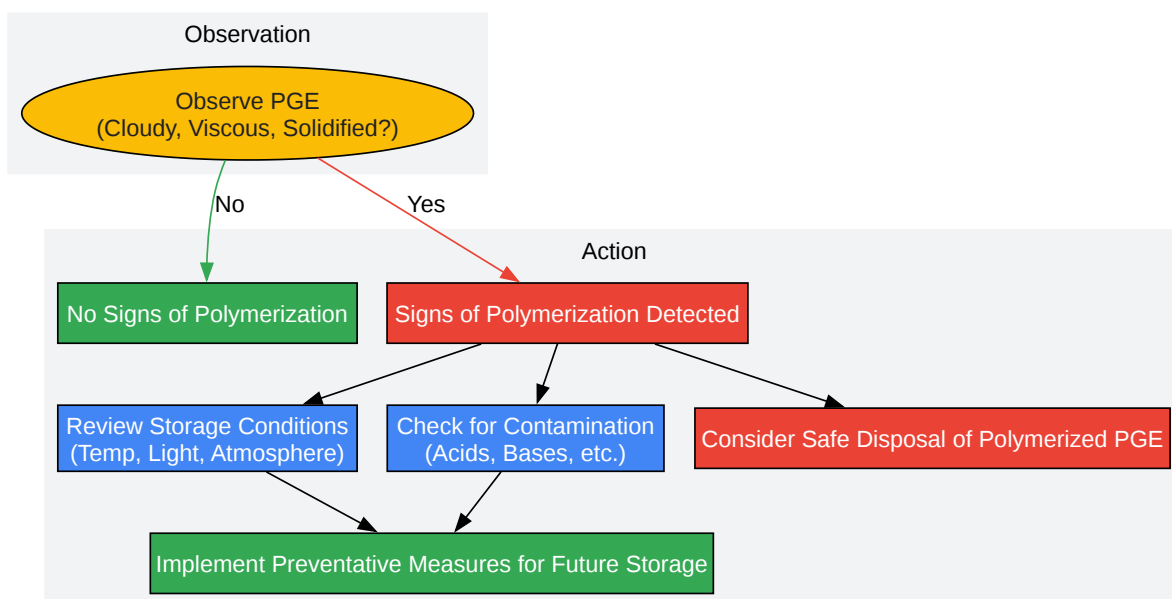 Observation
Observe PGE
(Cloudy, Viscous, Solidified?)
No
Yes
Action
No Signs of Polymerization
Signs of Polymerization Detected
Review Storage Conditions
(Temp, Light, Atmosphere)
Check for Contamination
(Acids, Bases, etc.)
Consider Safe Disposal of Polymerized PGE
Implement Preventative Measures for Future Storage